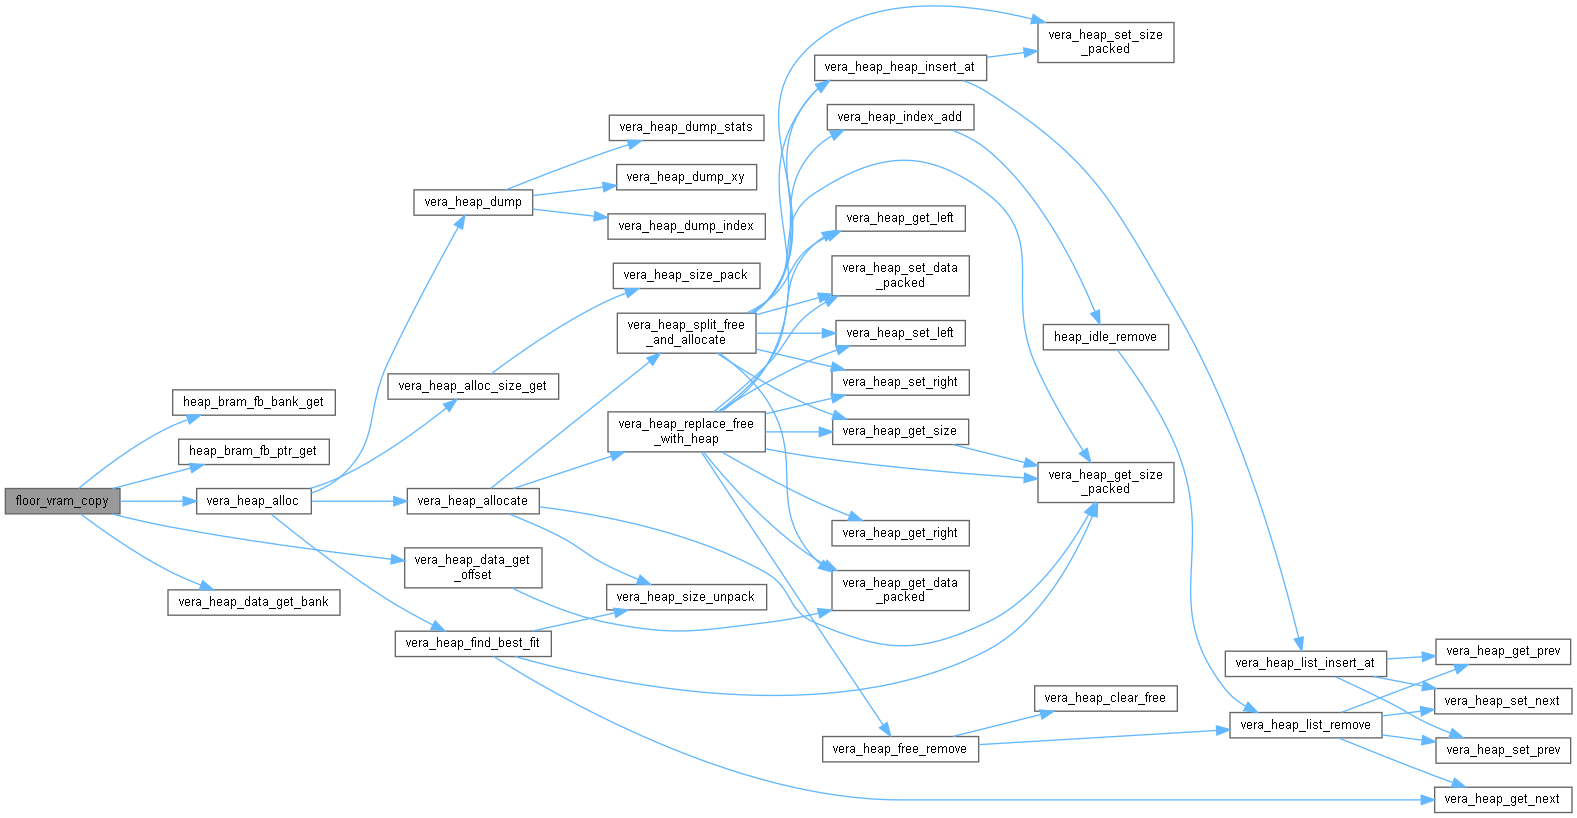 floor_vram_copy
heap_bram_fb_bank_get
heap_bram_fb_ptr_get
vera_heap_alloc
vera_heap_data_get_bank
vera_heap_dump
vera_heap_alloc_size_get
vera_heap_allocate
vera_heap_data_get
_offset
vera_heap_find_best_fit
vera_heap_dump_stats
vera_heap_dump_xy
vera_heap_dump_index
vera_heap_size_pack
vera_heap_split_free
_and_allocate
vera_heap_replace_free
_with_heap
vera_heap_size_unpack
vera_heap_heap_insert_at
vera_heap_index_add
vera_heap_get_left
vera_heap_set_data
_packed
vera_heap_set_left
vera_heap_set_right
vera_heap_get_size
vera_heap_get_right
vera_heap_get_data
_packed
vera_heap_free_remove
vera_heap_set_size
_packed
heap_idle_remove
vera_heap_get_size
_packed
vera_heap_clear_free
vera_heap_list_insert_at
vera_heap_list_remove
vera_heap_get_prev
vera_heap_set_next
vera_heap_set_prev
vera_heap_get_next